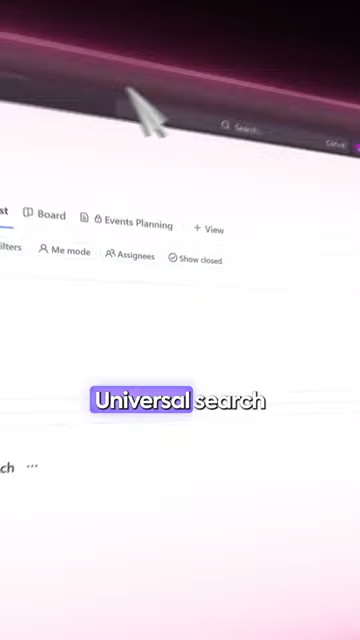 Search...
st Board Events Planning + View
ilters Me mode Assignees Show closed
Universal search
ch ...